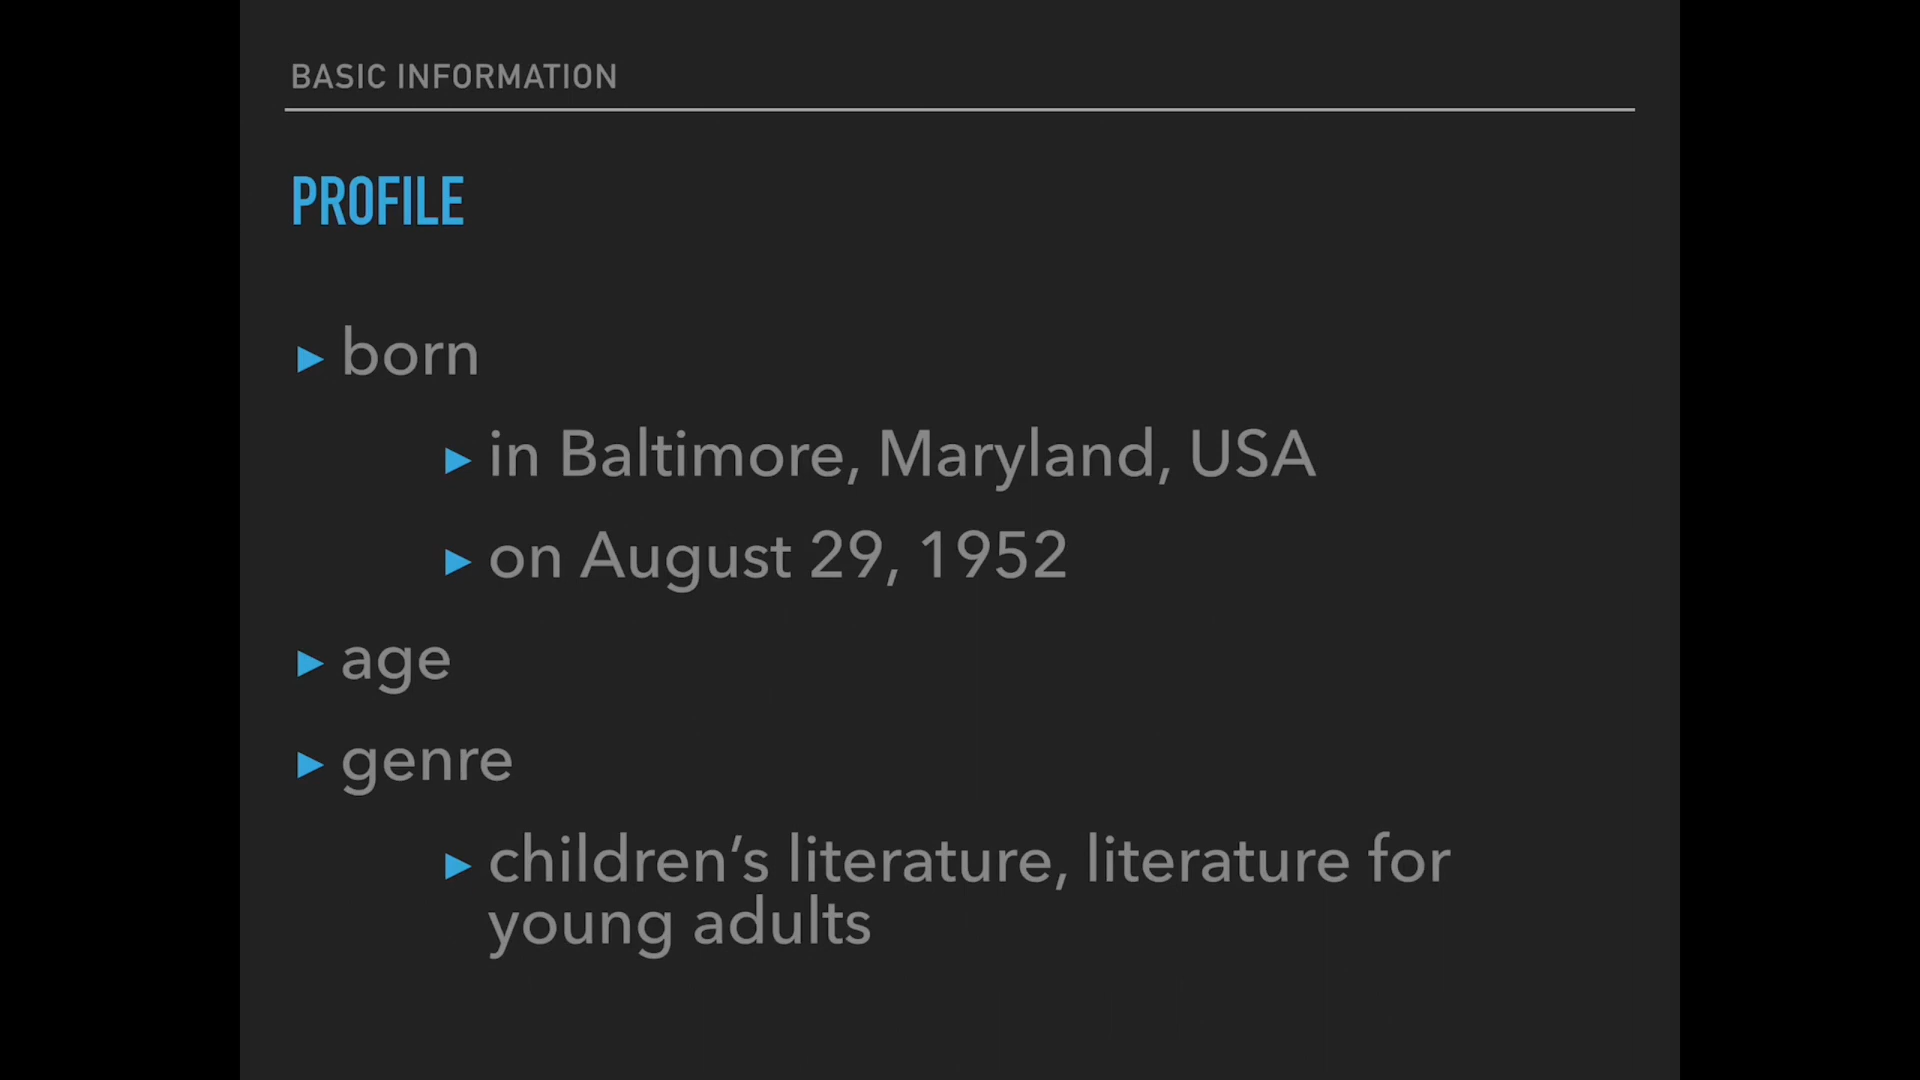 BASIC INFORMATION
PROFILE
▸ born
▸ in Baltimore, Maryland, USA
▸ on August 29, 1952
▸ age
▸ genre
▸ children’s literature, literature for
young adults